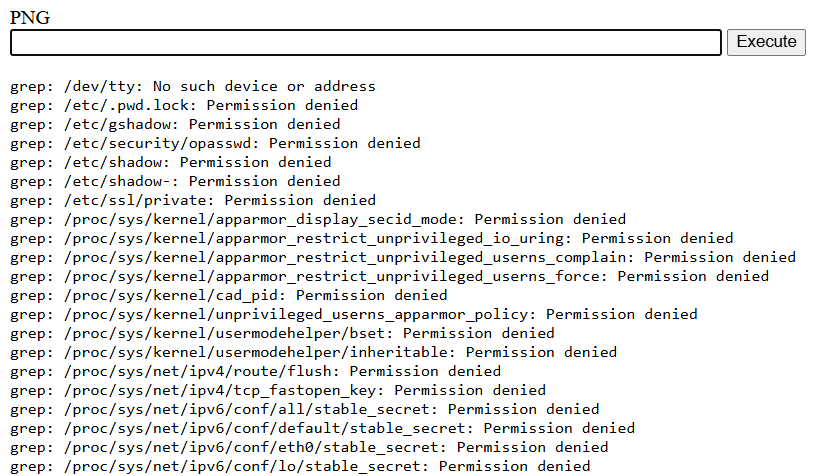 PNG
Execute
grep: /dev/tty: No such device or address
grep: /etc/.pwd.lock: Permission denied
grep: /etc/gshadow: Permission denied
grep: /etc/security/opasswd: Permission denied
grep: /etc/shadow: Permission denied
grep: /etc/shadow-: Permission denied
grep: /etc/ssl/private: Permission denied
grep: /proc/sys/kernel/apparmor_display_secid_mode: Permission denied
grep: /proc/sys/kernel/apparmor_restrict_unprivileged_io_uring: Permission denied
grep: /proc/sys/kernel/apparmor_restrict_unprivileged_userns_complain: Permission denied
grep: /proc/sys/kernel/apparmor_restrict_unprivileged_userns_force: Permission denied
grep: /proc/sys/kernel/cad_pid: Permission denied
grep: /proc/sys/kernel/unprivileged_userns_apparmor_policy: Permission denied
grep: /proc/sys/kernel/usermodehelper/bset: Permission denied
grep: /proc/sys/kernel/usermodehelper/inheritable: Permission denied
grep: /proc/sys/net/ipv4/route/flush: Permission denied
grep: /proc/sys/net/ipv4/tcp_fastopen_key: Permission denied
grep: /proc/sys/net/ipv6/conf/all/stable_secret: Permission denied
grep: /proc/sys/net/ipv6/conf/default/stable_secret: Permission denied
grep: /proc/sys/net/ipv6/conf/eth0/stable_secret: Permission denied
grep: /proc/sys/net/ipv6/conf/lo/stable_secret: Permission denied